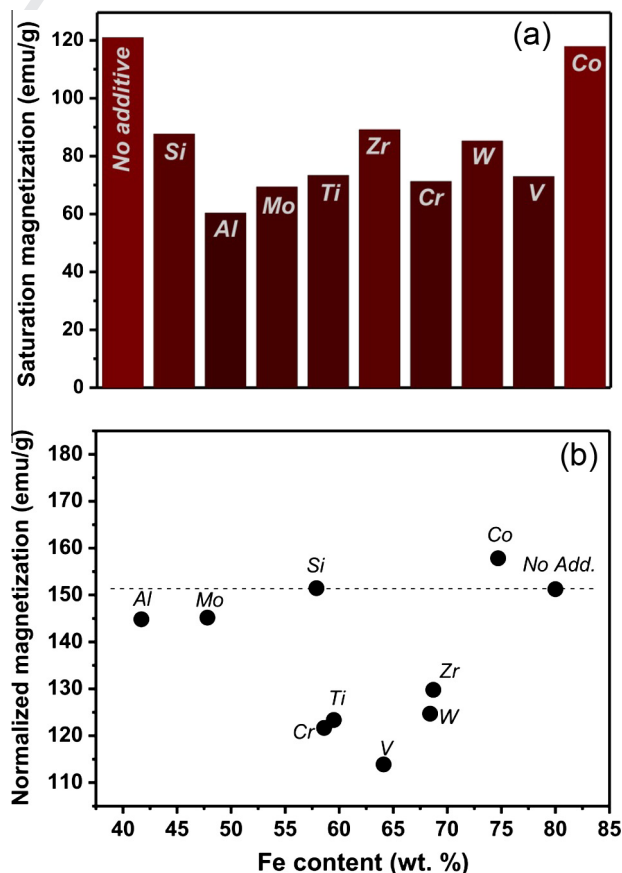 Saturation magnetization (emu/g)
120
100
80
60
40
20
0
(a)
No additive
Si
Al
Mo
Ti
Zr
Cr
W
V
Co
Normalized magnetization (emu/g)
180
170
160
150
140
130
120
110
(b)
Al
Mo
Si
Co
No Add.
Cr
Ti
V
Zr
W
40 45 50 55 60 65 70 75 80 85
Fe content (wt. %)